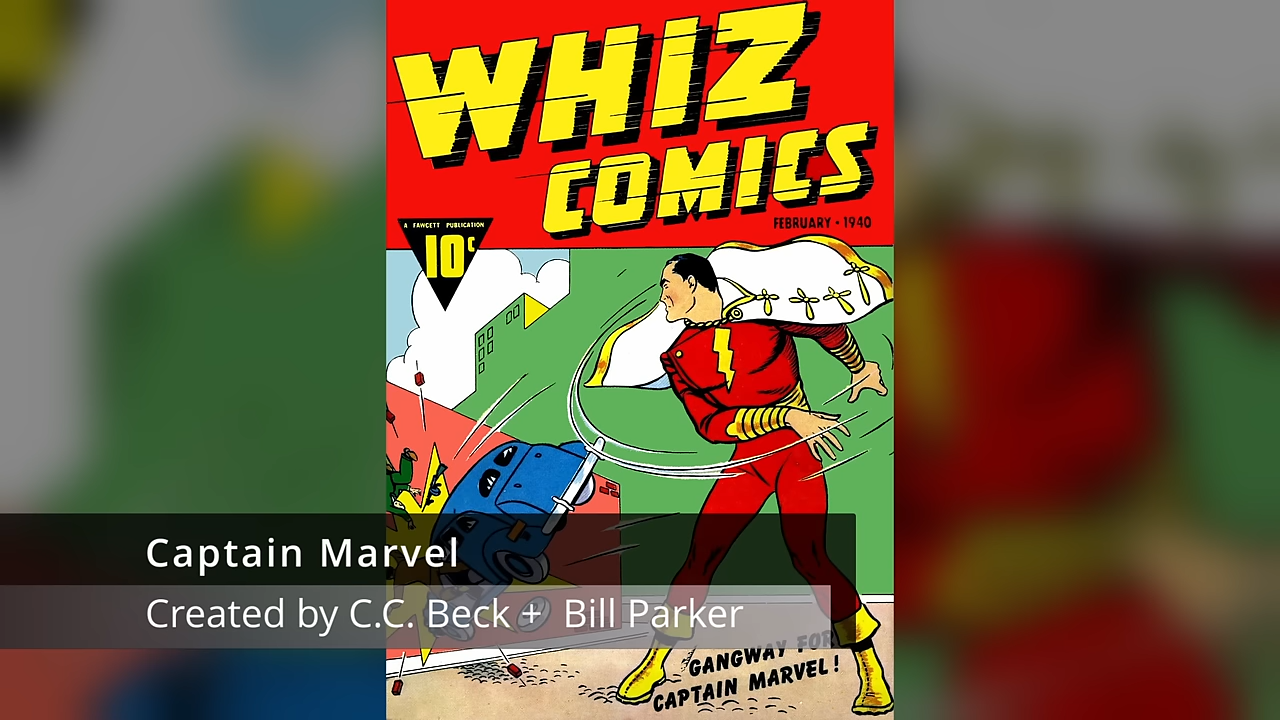 WHIZ
COMICS
FEBRUARY • 1940
A FAWCETT PUBLICATION
10¢
Captain Marvel
Created by C.C. Beck + Bill Parker
GANGWAY FOR
CAPTAIN MARVEL!